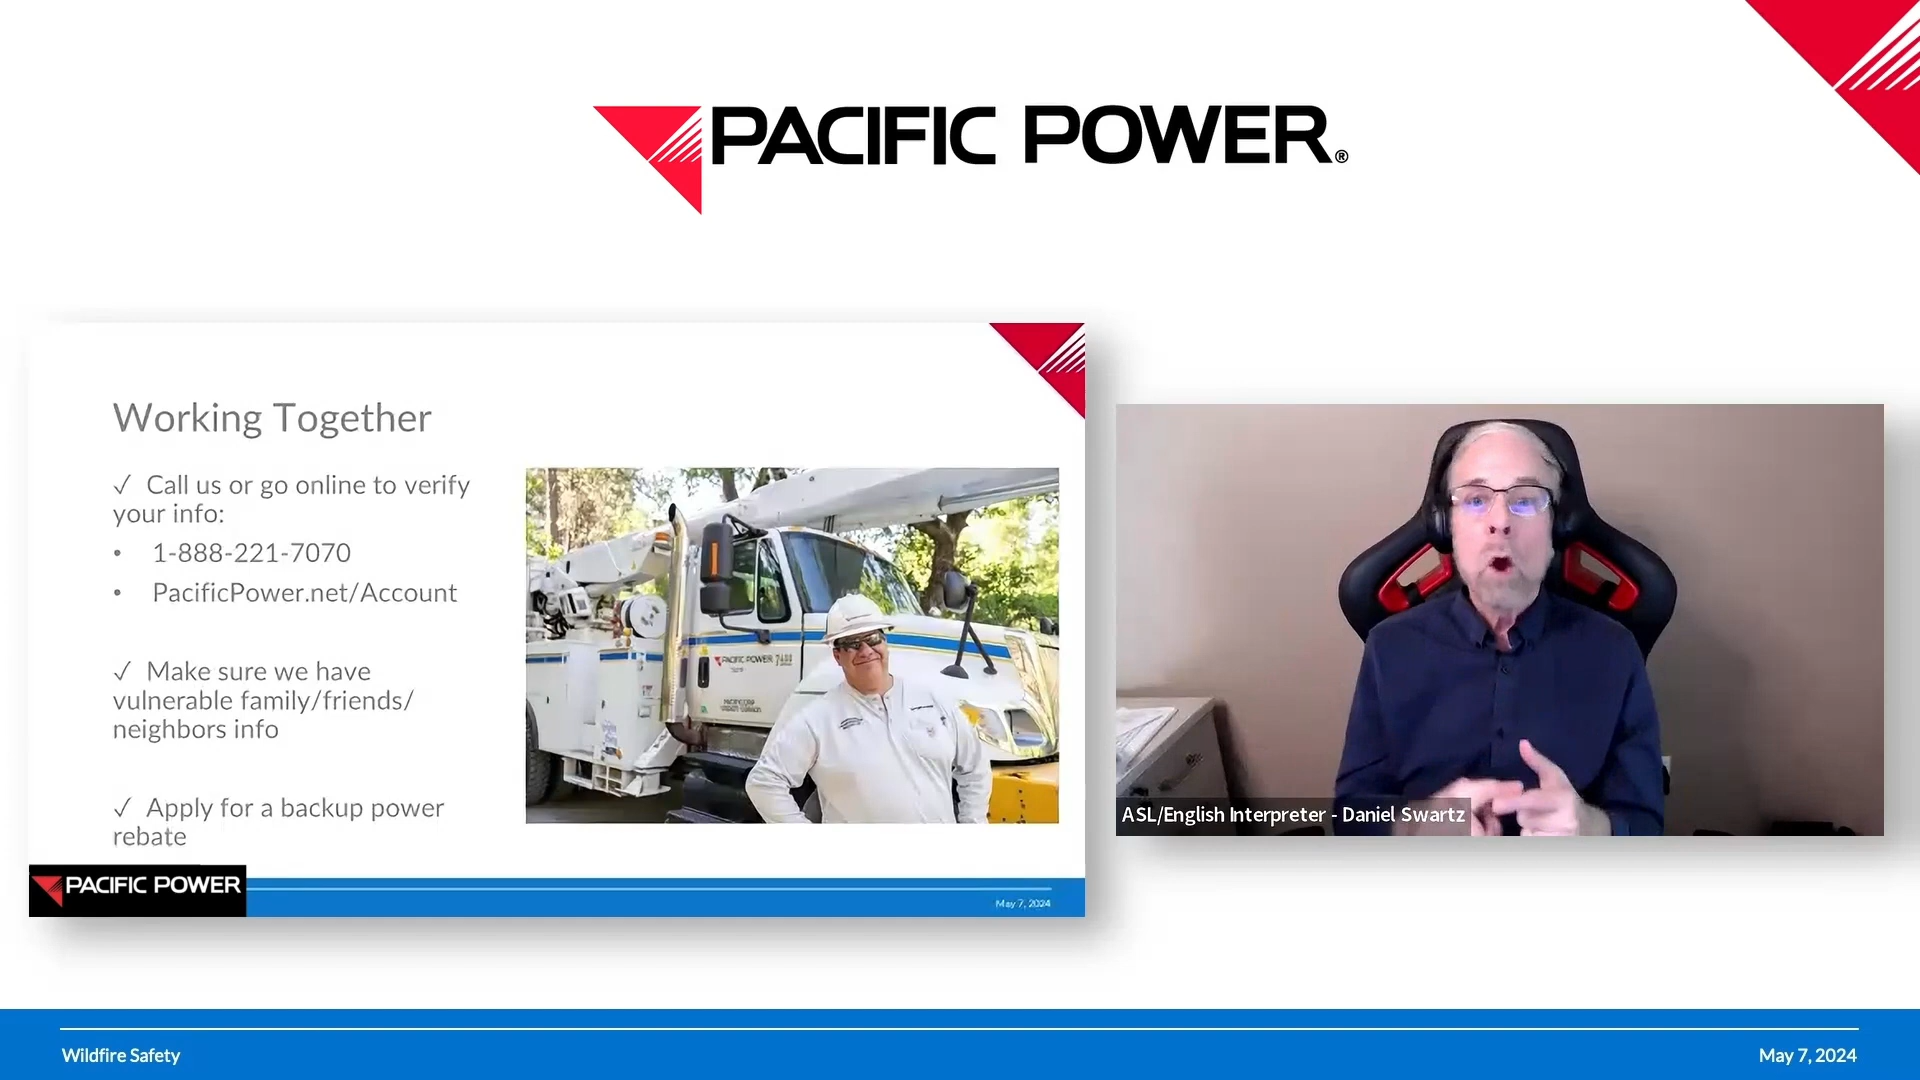 PACIFIC POWER®
Working Together
✓ Call us or go online to verify
your info:
• 1-888-221-7070
• PacificPower.net/Account
✓ Make sure we have
vulnerable family/friends/
neighbors info
✓ Apply for a backup power
rebate
PACIFIC POWER
PACIFIC POWER
May 7, 2024
ASL/English Interpreter - Daniel Swartz
Wildfire Safety
May 7, 2024